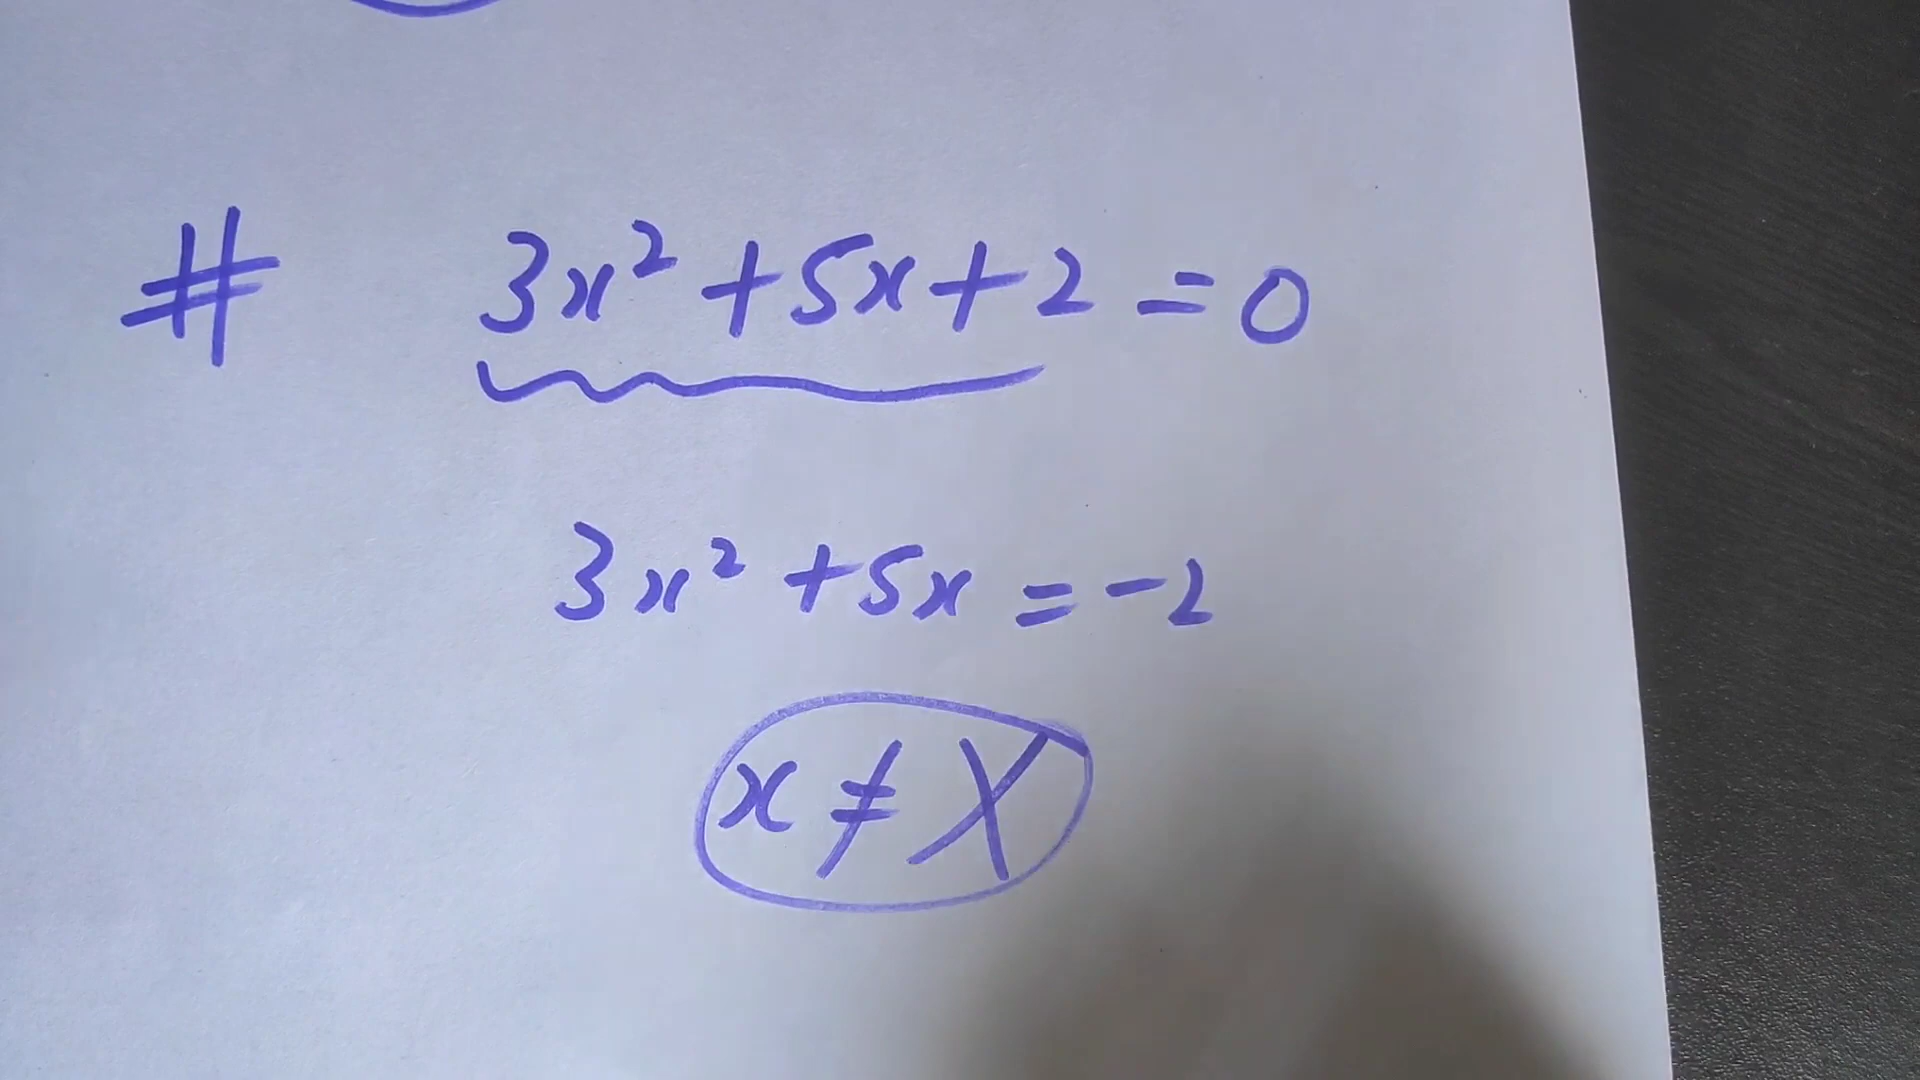 # 3x² + 5x + 2 = 0
3x² + 5x = -2
x ≠ X